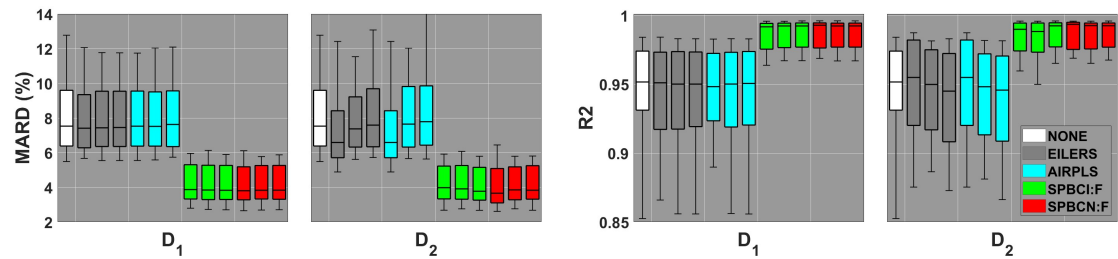 14
12
10
8
6
4
2
MARD (%)
D1
D2
1
0.95
0.9
0.85
R2
D1
D2
NONE
EILERS
AIRPLS
SPBCI:F
SPBCN:F